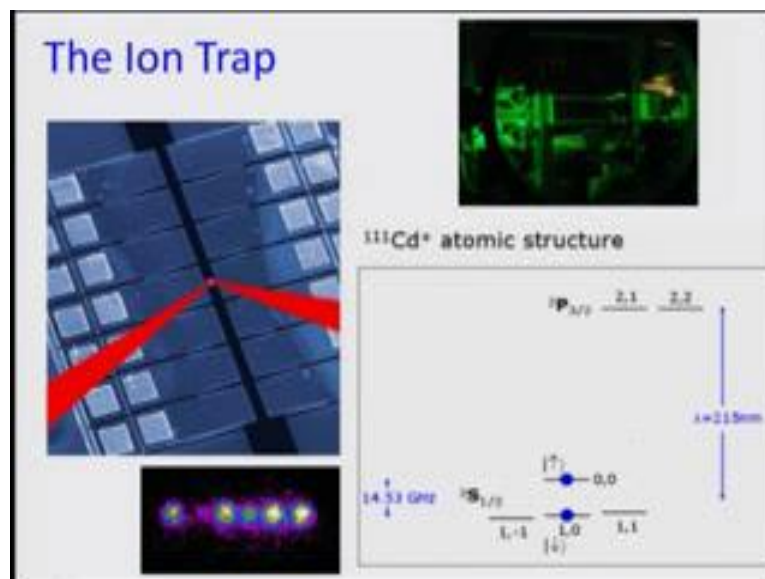 The Ion Trap
¹¹¹Cd⁺ atomic structure
²P₃/₂ 2,1 2,2
λ=215nm
|↑⟩
0,0
14.53 GHz
²S₁/₂
1,-1 1,0 1,1
|↓⟩